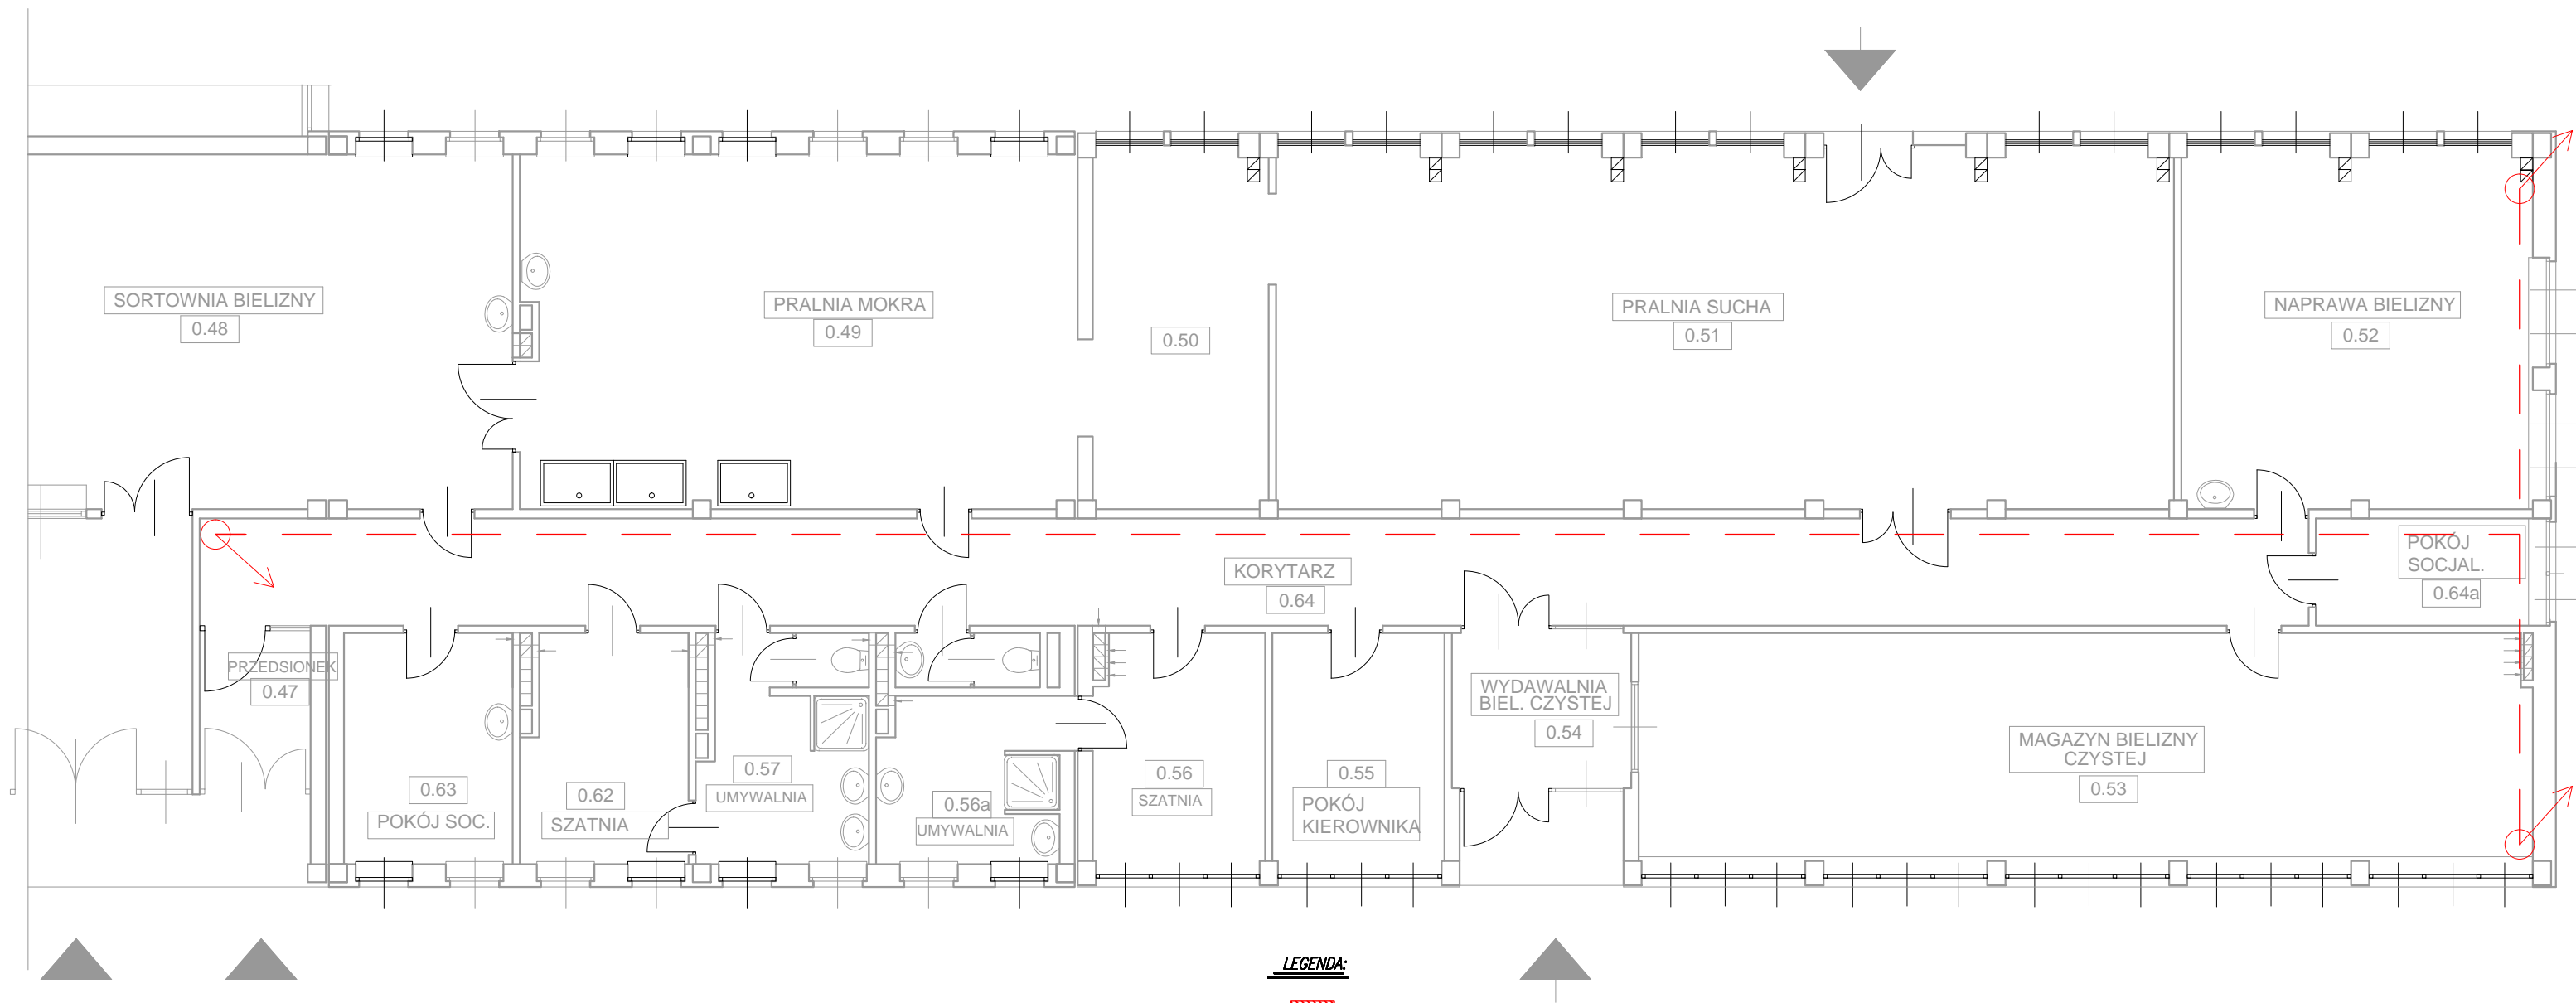 SORTOWNIA BIELIZNY
0.48
PRALNIA MOKRA
0.49
0.50
PRALNIA SUCHA
0.51
NAPRAWA BIELIZNY
0.52
KORYTARZ
0.64
POKÓJ
SOCJAL.
0.64a
PRZEDSIONEK
0.47
0.63
POKÓJ SOC.
0.62
SZATNIA
0.57
UMYWALNIA
0.56a
UMYWALNIA
0.56
SZATNIA
0.55
POKÓJ
KIEROWNIKA
WYDAWALNIA
BIEL. CZYSTEJ
0.54
MAGAZYN BIELIZNY
CZYSTEJ
0.53
LEGENDA: